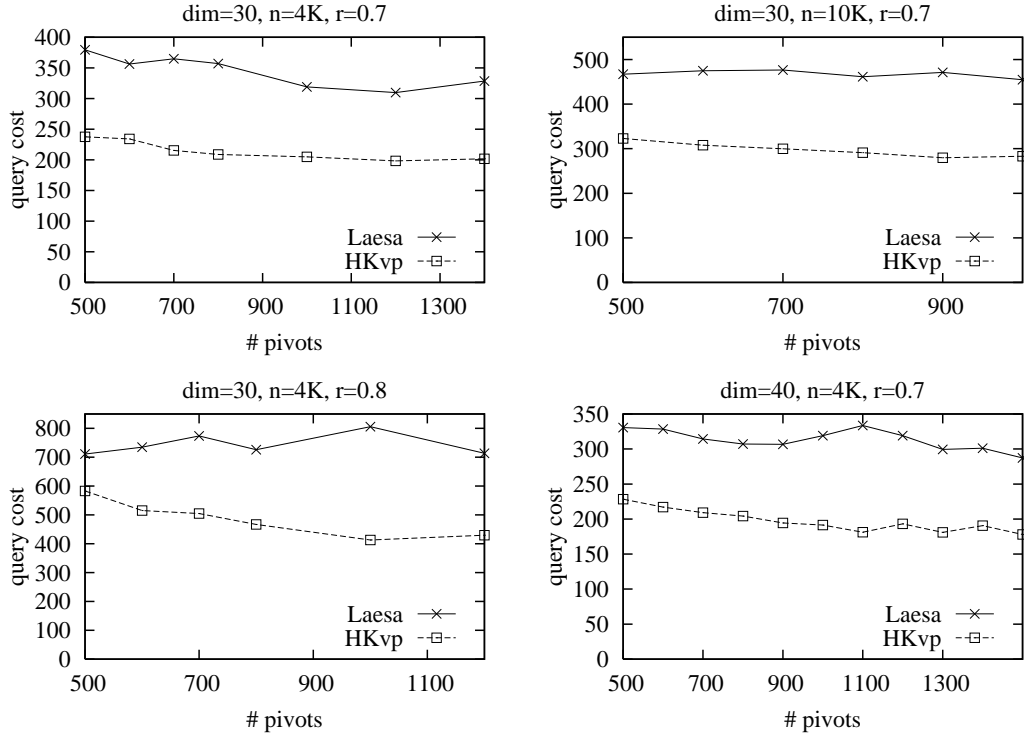 dim=30, n=4K, r=0.7
400
350
300
250
200
150
100
50
0
query cost
Laesa
HKvp
500 700 900 1100 1300
# pivots
dim=30, n=10K, r=0.7
500
400
300
200
100
0
query cost
Laesa
HKvp
500 700 900
# pivots
dim=30, n=4K, r=0.8
800
700
600
500
400
300
200
100
0
query cost
Laesa
HKvp
500 700 900 1100
# pivots
dim=40, n=4K, r=0.7
350
300
250
200
150
100
50
0
query cost
Laesa
HKvp
500 700 900 1100 1300
# pivots